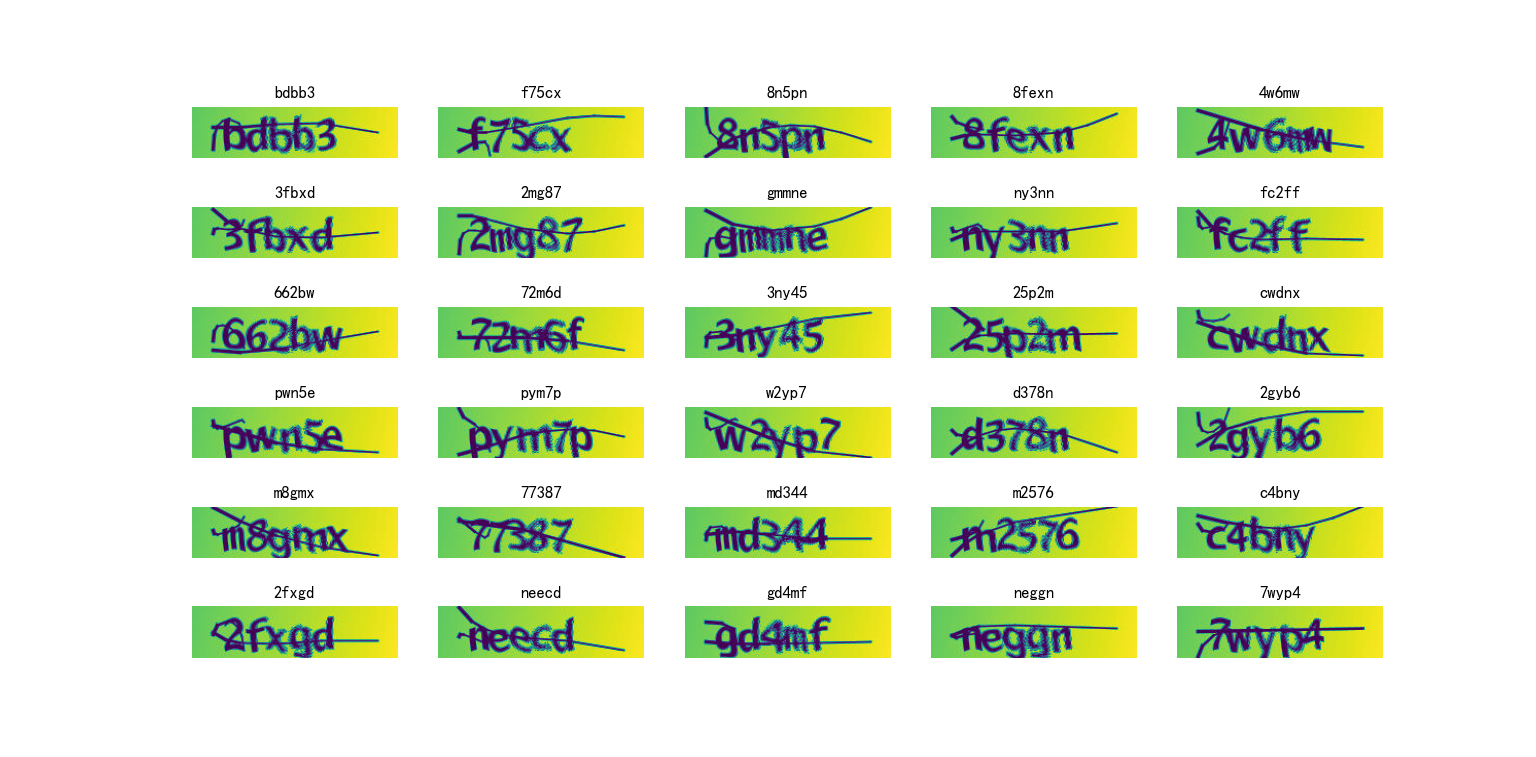 bdbb3 f75cx 8n5pn 8fexn 4w6mw
bdbb3 f75cx 8n5pn 8fexn 4w6mw
3fbxd 2mg87 gmmne ny3nn fc2ff
3fbxd 2mg87 gmmne ny3nn fc2ff
662bw 72m6d 3ny45 25p2m cwdnx
662bw 72m6f 3ny45 25p2m cwdnx
pwn5e pym7p w2yp7 d378n 2gyb6
pwn5e pym7p w2yp7 d378n 2gyb6
m8gmx 77387 md344 m2576 c4bny
m8gmx 77387 md344 m2576 c4bny
2fxgd neecd gd4mf neggn 7wyp4
2fxgd neecd gd4mf neggn 7wyp4